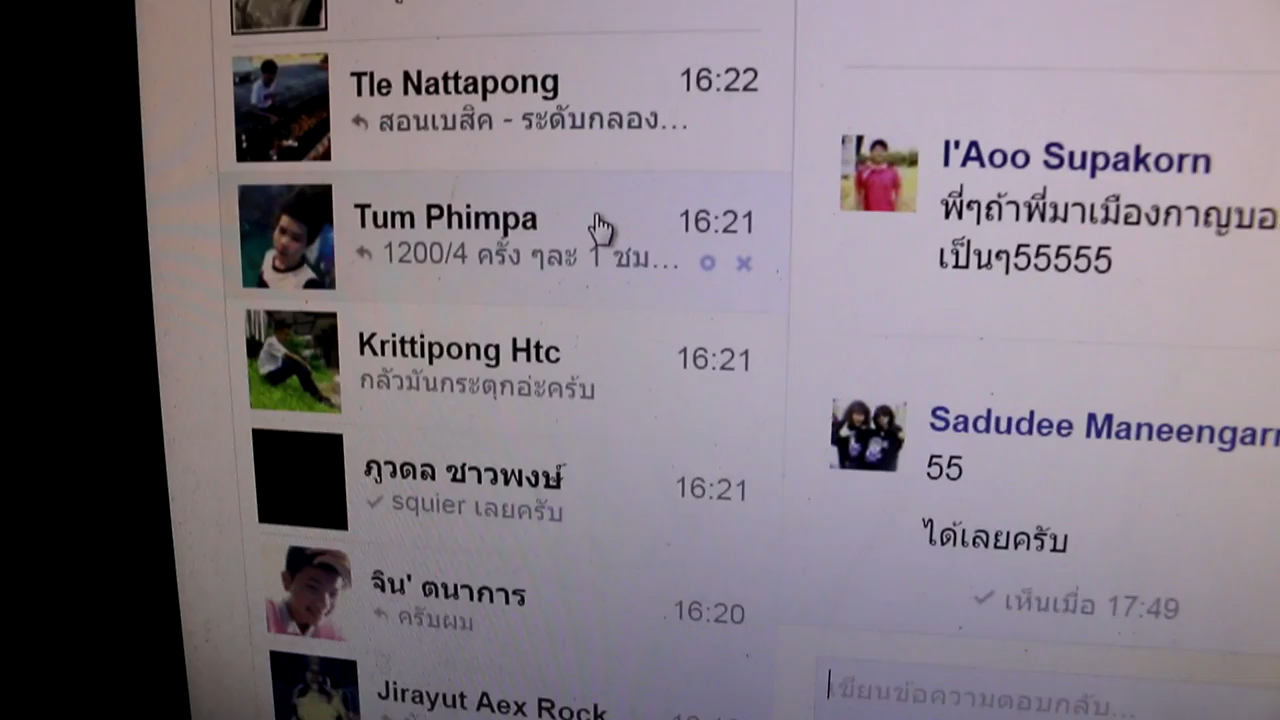 Tle Nattapong 16:22
สอนเบสิค - ระดับกลอง...
Tum Phimpa 16:21
1200/4 ครั้ง ๆละ 1 ชม...
Krittipong Htc 16:21
กลัวมันกระตุกอ่ะครับ
ภูวดล ชาวพงษ์ 16:21
squier เลยครับ
จิน' ตนาการ 16:20
ครับผม
Jirayut Aex Rock
I'Aoo Supakorn
พี่ๆถ้าพี่มาเมืองกาญบอ
เป็นๆ55555
Sadudee Maneengar
55
ได้เลยครับ
เห็นเมื่อ 17:49
เขียนข้อความตอบกลับ...